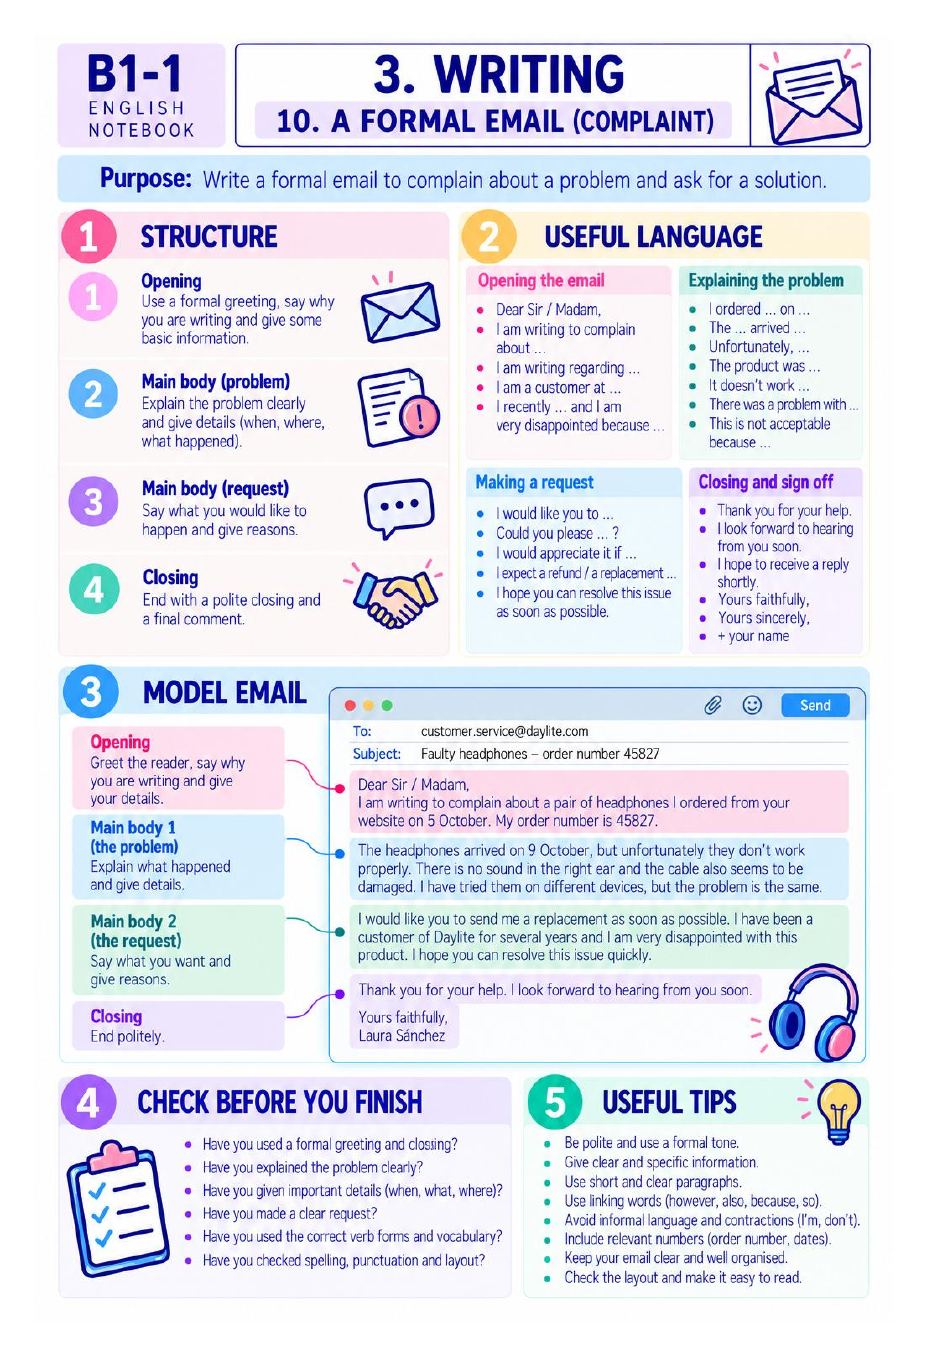 B1-1
ENGLISH
NOTEBOOK
3. WRITING
10. A FORMAL EMAIL (COMPLAINT)
Purpose: Write a formal email to complain about a problem and ask for a solution.
1 STRUCTURE
1
Opening
Use a formal greeting, say why
you are writing and give some
basic information.
2
Main body (problem)
Explain the problem clearly
and give details (when, where,
what happened).
3
Main body (request)
Say what you would like to
happen and give reasons.
4
Closing
End with a polite closing and
a final comment.
2 USEFUL LANGUAGE
Opening the email
• Dear Sir / Madam,
• I am writing to complain
about ...
• I am writing regarding ...
• I am a customer at ...
• I recently ... and I am
very disappointed because ...
Explaining the problem
• I ordered ... on ...
• The ... arrived ...
• Unfortunately, ...
• The product was ...
• It doesn't work ...
• There was a problem with ...
• This is not acceptable
because ...
Making a request
• I would like you to ...
• Could you please ... ?
• I would appreciate it if ...
• I expect a refund / a replacement ...
• I hope you can resolve this issue
as soon as possible.
Closing and sign off
• Thank you for your help.
• I look forward to hearing
from you soon.
• I hope to receive a reply
shortly.
• Yours faithfully,
• Yours sincerely,
• + your name
3 MODEL EMAIL
Opening
Greet the reader, say why
you are writing and give
your details.
Main body 1
(the problem)
Explain what happened
and give details.
Main body 2
(the request)
Say what you want and
give reasons.
Closing
End politely.
Send
To: customer.service@daylite.com
Subject: Faulty headphones – order number 45827
Dear Sir / Madam,
I am writing to complain about a pair of headphones I ordered from your
website on 5 October. My order number is 45827.
The headphones arrived on 9 October, but unfortunately they don't work
properly. There is no sound in the right ear and the cable also seems to be
damaged. I have tried them on different devices, but the problem is the same.
I would like you to send me a replacement as soon as possible. I have been a
customer of Daylite for several years and I am very disappointed with this
product. I hope you can resolve this issue quickly.
Thank you for your help. I look forward to hearing from you soon.
Yours faithfully,
Laura Sánchez
4 CHECK BEFORE YOU FINISH
• Have you used a formal greeting and closing?
• Have you explained the problem clearly?
• Have you given important details (when, what, where)?
• Have you made a clear request?
• Have you used the correct verb forms and vocabulary?
• Have you checked spelling, punctuation and layout?
5 USEFUL TIPS
• Be polite and use a formal tone.
• Give clear and specific information.
• Use short and clear paragraphs.
• Use linking words (however, also, because, so).
• Avoid informal language and contractions (I'm, don't).
• Include relevant numbers (order number, dates).
• Keep your email clear and well organised.
• Check the layout and make it easy to read.